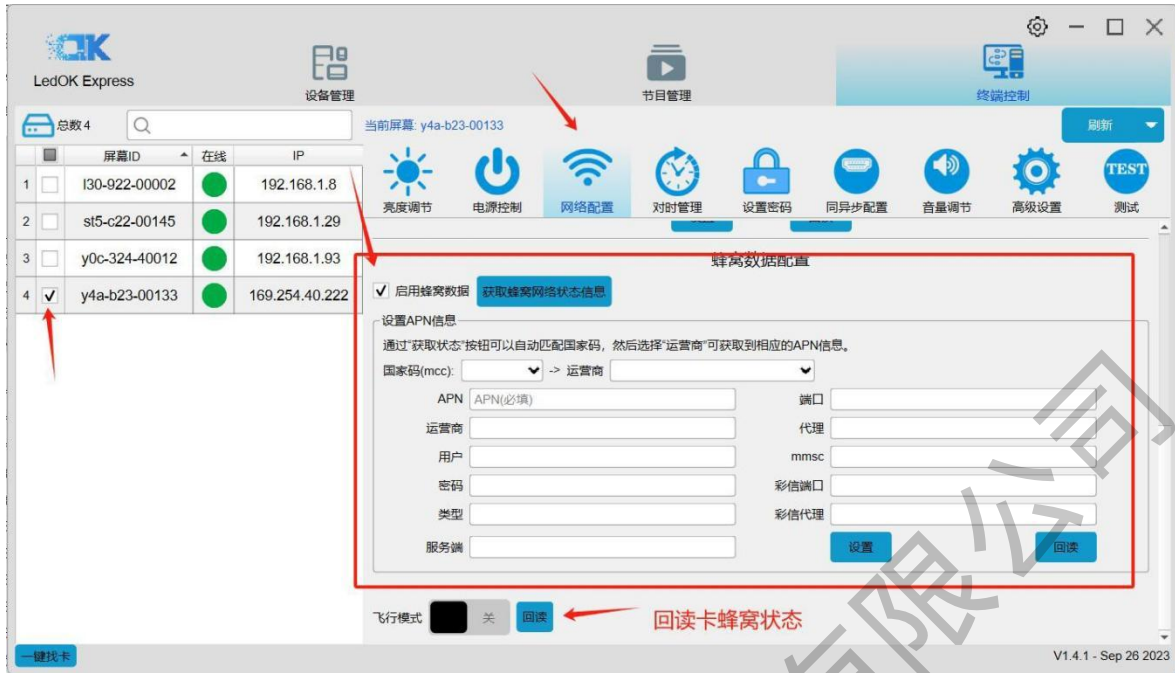 LedOK Express
设备管理
节目管理
终端控制
总数 4
当前屏幕: y4a-b23-00133
刷新
屏幕ID 在线 IP
1 l30-922-00002 192.168.1.8
2 st5-c22-00145 192.168.1.29
3 y0c-324-40012 192.168.1.93
4 y4a-b23-00133 169.254.40.222
亮度调节 电源控制 网络配置 对时管理 设置密码 同异步配置 音量调节 高级设置 测试
TEST
蜂窝数据配置
启用蜂窝数据 获取蜂窝网络状态信息
设置APN信息
通过“获取状态”按钮可以自动匹配国家码，然后选择“运营商”可获取到相应的APN信息。
国家码(mcc): -> 运营商
APN APN(必填) 端口
运营商 代理
用户 mmsc
密码 彩信端口
类型 彩信代理
服务端 设置 回读
飞行模式 关 回读 回读卡蜂窝状态
一键找卡 V1.4.1 - Sep 26 2023
有限公司